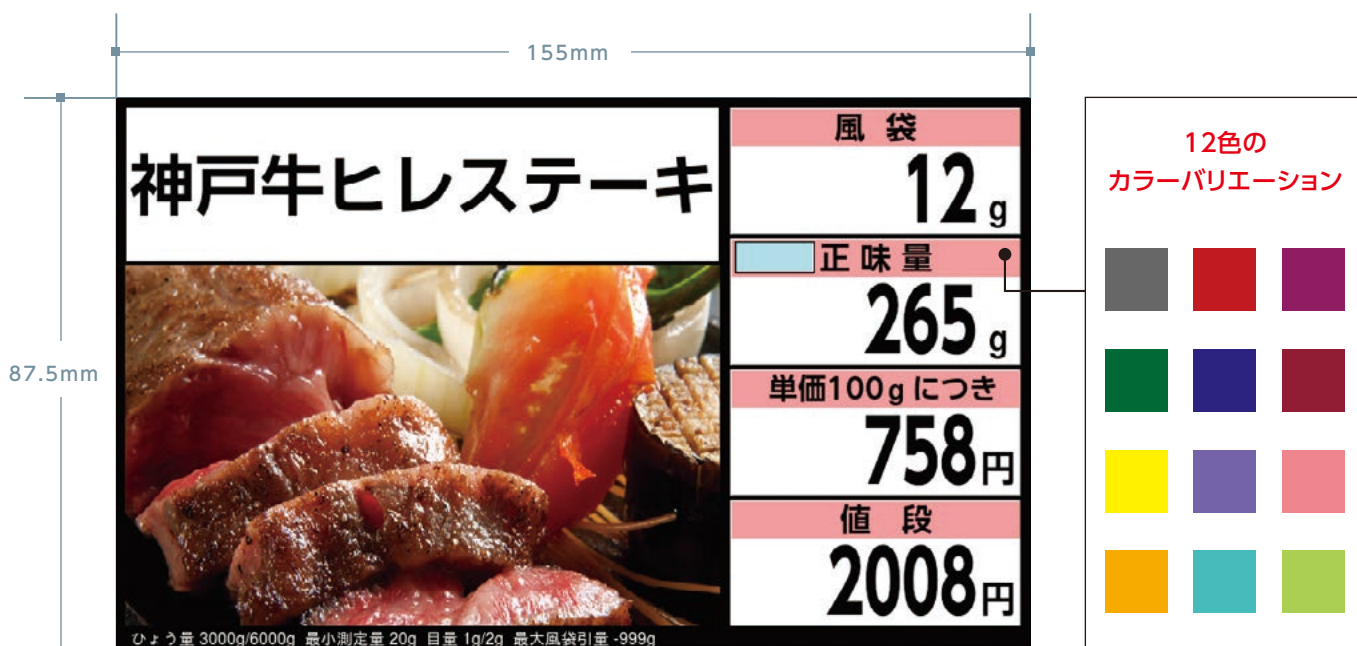 155mm
87.5mm
神戸牛ヒレステーキ
風袋
12g
正味量
265g
単価100gにつき
758円
値段
2008円
ひょう量 3000g/6000g 最小測定量 20g 目量 1g/2g 最大風袋引量 -999g
12色の
カラーバリエーション